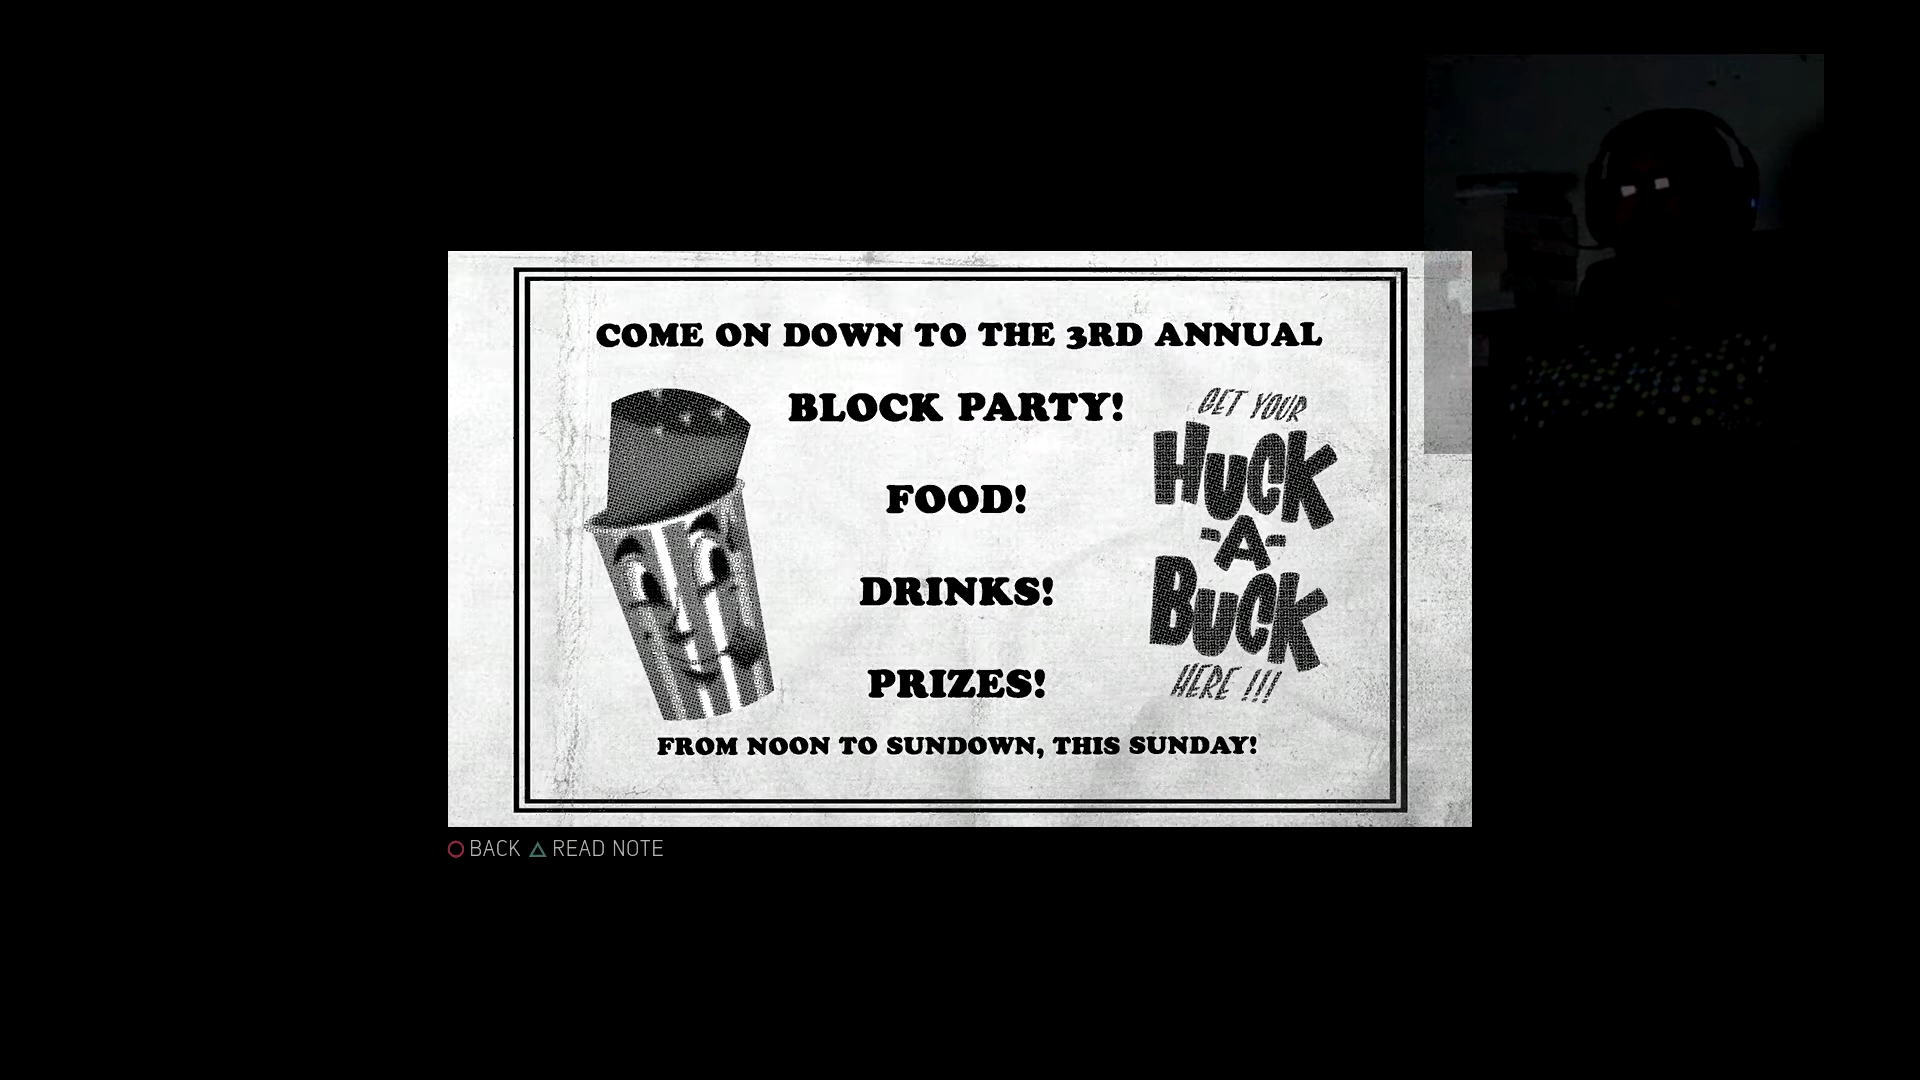 COME ON DOWN TO THE 3RD ANNUAL
BLOCK PARTY!
FOOD!
DRINKS!
PRIZES!
GET YOUR
HUCK
-A-
BUCK
HERE !!!
FROM NOON TO SUNDOWN, THIS SUNDAY!
BACK READ NOTE